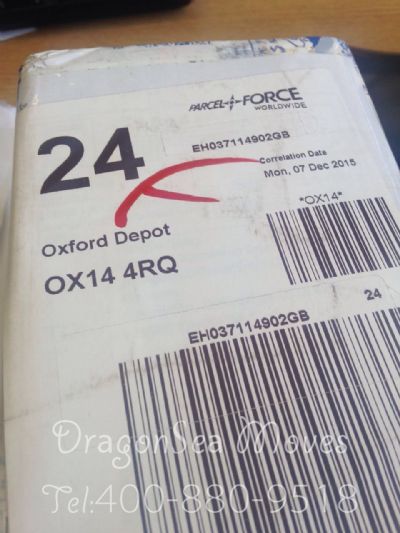 PARCEL FORCE
WORLDWIDE
24
EH037114902GB
Correlation Date
Mon, 07 Dec 2015
*OX14*
Oxford Depot
OX14 4RQ
24
EH037114902GB
DragonSea Moves
Tel:400-880-9518